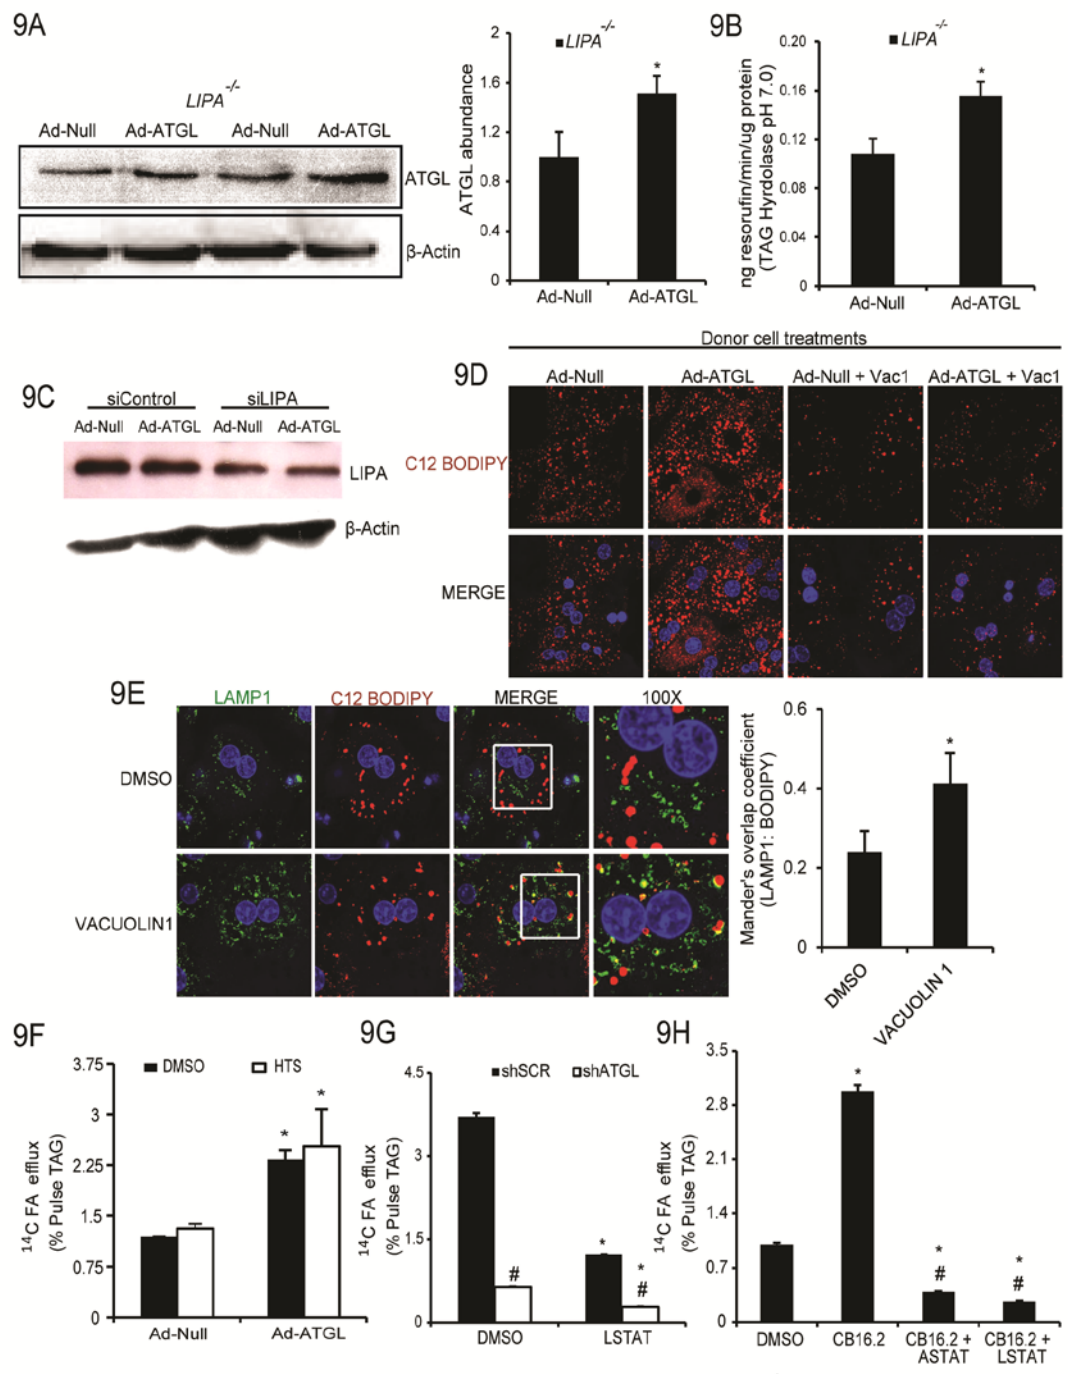 9A
LIPA-/-
Ad-Null Ad-ATGL Ad-Null Ad-ATGL
ATGL
β-Actin
ATGL abundance
2
1.6
1.2
0.8
0.4
0
LIPA-/-
*
Ad-Null Ad-ATGL
9B
ng resorufin/min/ug protein
(TAG Hyrdolase pH 7.0)
0.20
0.16
0.12
0.08
0.04
0
LIPA-/-
*
Ad-Null Ad-ATGL
9C
siControl siLIPA
Ad-Null Ad-ATGL Ad-Null Ad-ATGL
LIPA
β-Actin
Donor cell treatments
9D
Ad-Null Ad-ATGL Ad-Null + Vac1 Ad-ATGL + Vac1
C12 BODIPY
MERGE
9E
LAMP1 C12 BODIPY MERGE 100X
DMSO
VACUOLIN1
Mander's overlap coefficient
(LAMP1: BODIPY)
0.6
0.4
0.2
0
*
DMSO
VACUOLIN 1
9F
14C FA efflux
(% Pulse TAG)
3.75
3
2.25
1.5
0.75
0
DMSO HTS
* *
Ad-Null Ad-ATGL
9G
14C FA efflux
(% Pulse TAG)
4.5
3
1.5
0
shSCR shATGL
#
*
*
#
DMSO LSTAT
9H
14C FA efflux
(% Pulse TAG)
3.5
2.8
2.1
1.4
0.7
0
*
* *
# #
DMSO CB16.2 CB16.2 + CB16.2 +
ASTAT LSTAT